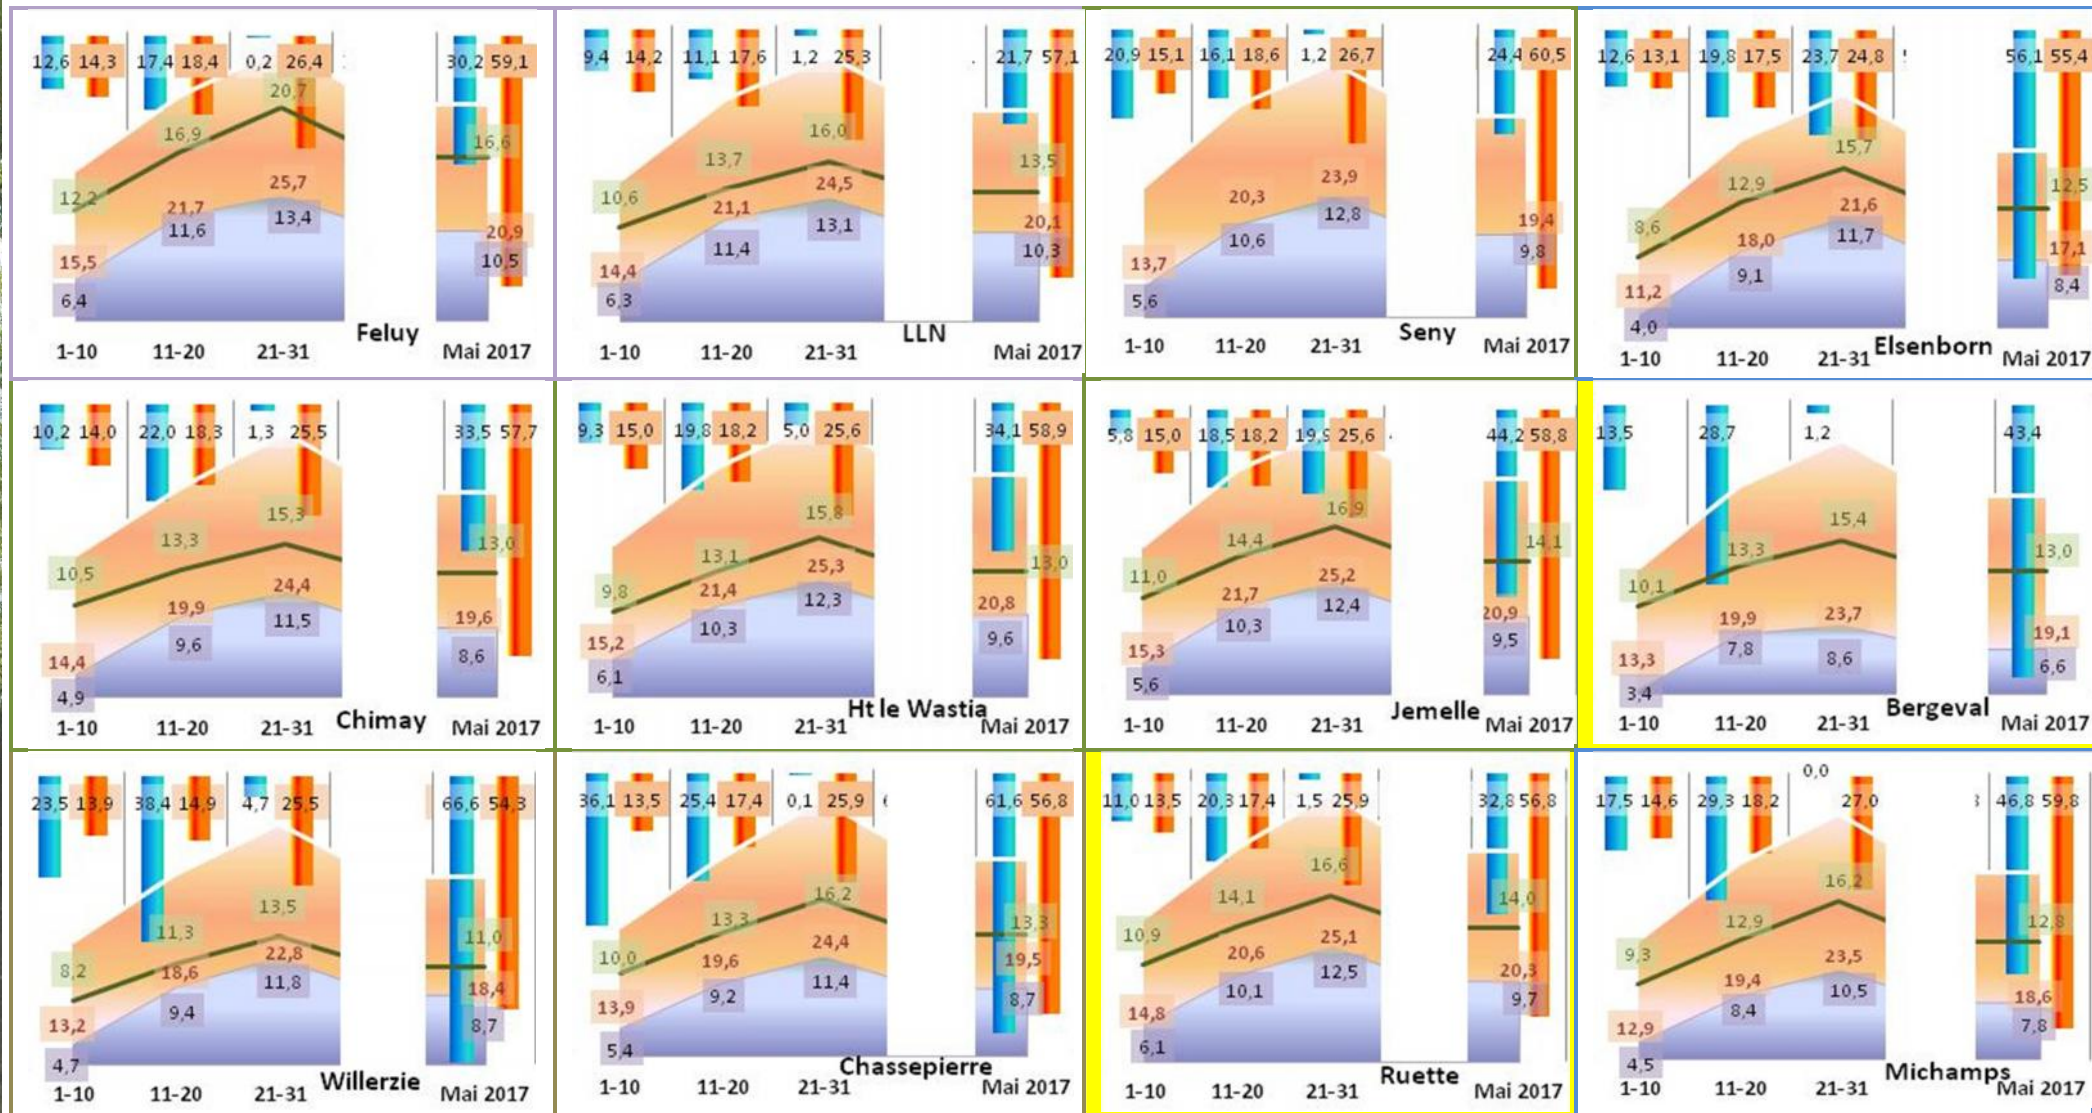 12,6 14,3 17,4 18,4 0,2 26,4 30,2 59,1
20,7
16,9 16,6
12,2 25,7
21,7 13,4
11,6 20,9
15,5 10,5
6,4
Feluy
1-10 11-20 21-31 Mai 2017
9,4 14,2 11,1 17,6 1,2 25,3 21,7 57,1
16,0
13,7 13,5
10,6 24,5
21,1 13,1 20,1
11,4 10,3
14,4
6,3
LLN
1-10 11-20 21-31 Mai 2017
20,9 15,1 16,1 18,6 1,2 26,7 24,4 60,5
23,9
20,3 12,8 19,4
10,6 9,8
13,7
5,6
Seny
1-10 11-20 21-31 Mai 2017
12,6 13,1 19,8 17,5 23,7 24,8 56,1 55,4
15,7
12,9 12,5
8,6 21,6
18,0 11,7 17,1
9,1 8,4
11,2
4,0
Elsenborn
1-10 11-20 21-31 Mai 2017
10,2 14,0 22,0 18,3 1,3 25,5 33,5 57,7
15,3
13,3 13,0
10,5 24,4
19,9 11,5 19,6
9,6 8,6
14,4
4,9
Chimay
1-10 11-20 21-31 Mai 2017
9,3 15,0 19,8 18,2 5,0 25,6 34,1 58,9
15,8
13,1 13,0
9,8 25,3
21,4 12,3 20,8
10,3 9,6
15,2
6,1
Ht le Wastia
1-10 11-20 21-31 Mai 2017
5,8 15,0 18,5 18,2 19,9 25,6 44,2 58,8
16,9
14,4 14,1
11,0 25,2
21,7 12,4 20,9
10,3 9,5
15,3
5,6
Jemelle
1-10 11-20 21-31 Mai 2017
13,5 28,7 1,2 43,4
15,4
13,3 13,0
10,1 23,7
19,9 19,1
7,8 8,6 6,6
13,3
3,4
Bergeval
1-10 11-20 21-31 Mai 2017
23,5 13,9 38,4 14,9 4,7 25,5 66,6 54,3
13,5
11,3 11,0
8,2 22,8
18,6 11,8 18,4
9,4 8,7
13,2
4,7
Willerzie
1-10 11-20 21-31 Mai 2017
36,1 13,5 25,4 17,4 0,1 25,9 61,6 56,8
16,2
13,3 13,3
10,0 24,4
19,6 11,4 19,5
9,2 8,7
13,9
5,4
Chassepierre
1-10 11-20 21-31 Mai 2017
11,0 13,5 20,3 17,4 1,5 25,9 32,8 56,8
16,6
14,1 14,0
10,9 25,1
20,6 12,5 20,3
10,1 9,7
14,8
6,1
Ruette
1-10 11-20 21-31 Mai 2017
0,0
17,5 14,6 29,3 18,2 27,0 46,8 59,8
16,2
12,9 12,8
9,3 23,5
19,4 10,5 18,6
8,4 7,8
12,9
4,5
Michamps
1-10 11-20 21-31 Mai 2017